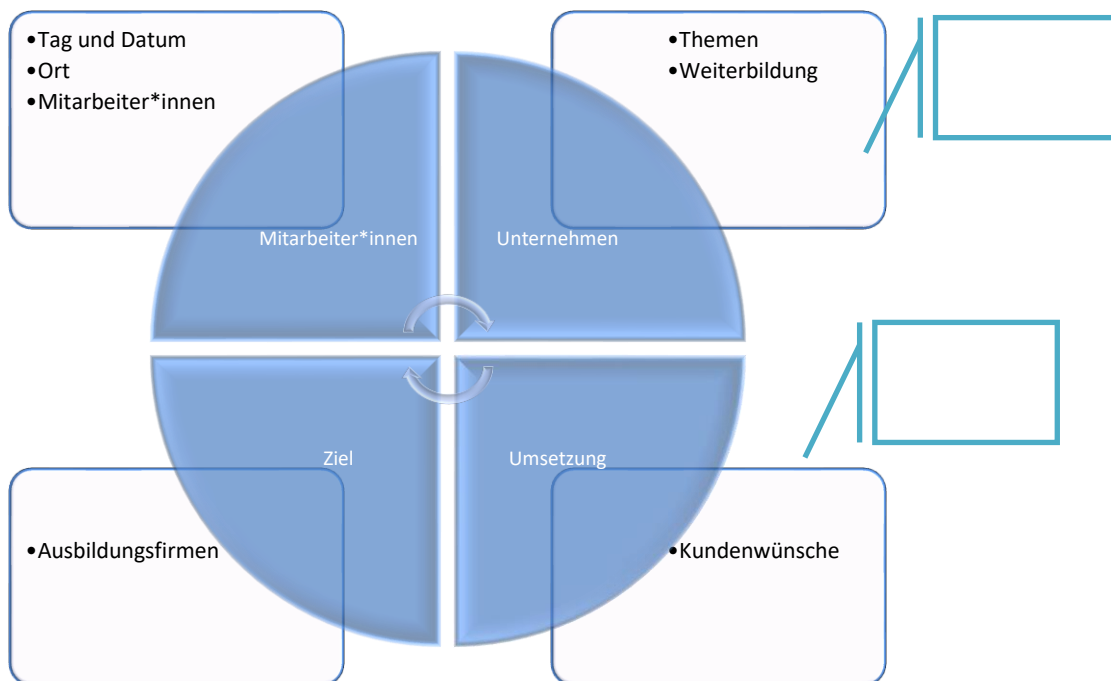 •Tag und Datum
•Ort
•Mitarbeiter*innen
•Themen
•Weiterbildung
Mitarbeiter*innen
Unternehmen
Ziel
Umsetzung
•Ausbildungsfirmen
•Kundenwünsche